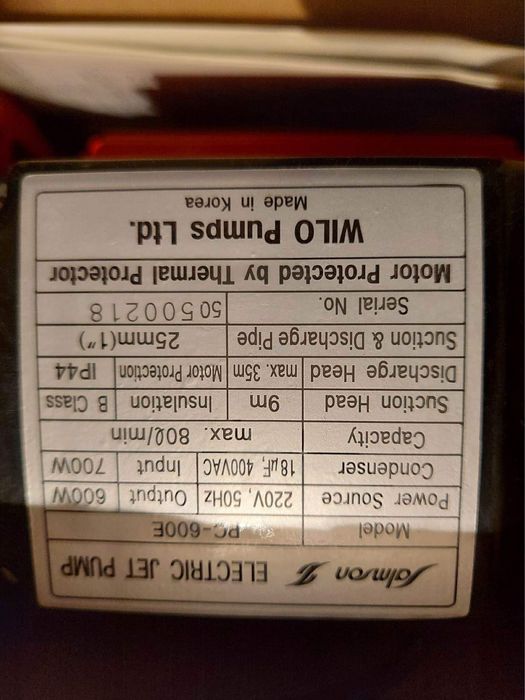 Salmson ELECTRIC JET PUMP
Model PC-600E
Power Source 220V, 50Hz Output 600W
Condenser 18μF, 400VAC Input 700W
Capacity max. 80ℓ/min
Suction Head 9m Insulation B Class
Discharge Head max. 35m Motor Protection IP44
Suction & Discharge Pipe 25mm(1")
Serial No. 50500218
Motor Protected by Thermal Protector
WILO Pumps Ltd.
Made in Korea